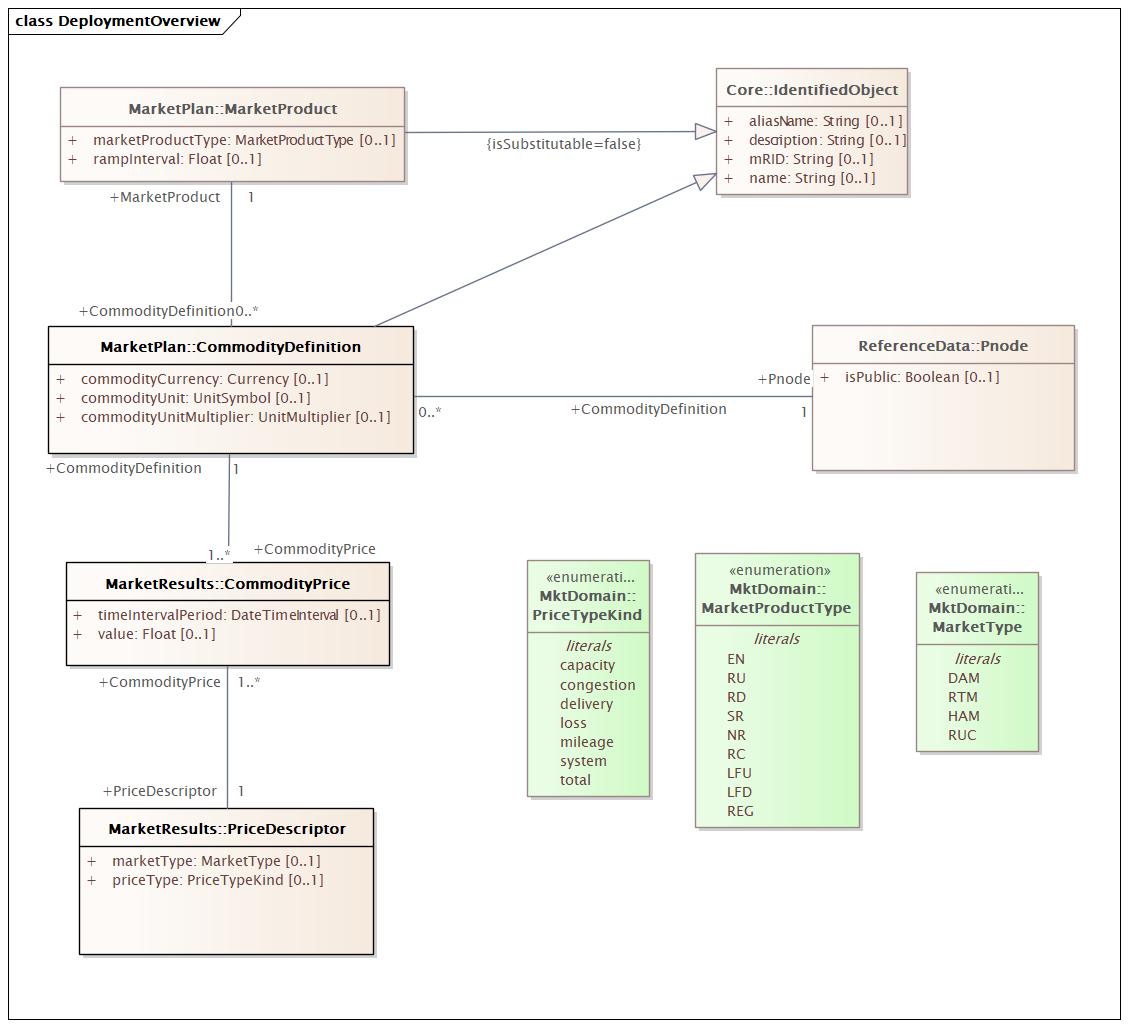 class DeploymentOverview
MarketPlan::MarketProduct
+ marketProductType: MarketProductType [0..1]
+ rampInterval: Float [0..1]
Core::IdentifiedObject
+ aliasName: String [0..1]
+ description: String [0..1]
+ mRID: String [0..1]
+ name: String [0..1]
{isSubstitutable=false}
+MarketProduct 1
+CommodityDefinition 0..*
MarketPlan::CommodityDefinition
+ commodityCurrency: Currency [0..1]
+ commodityUnit: UnitSymbol [0..1]
+ commodityUnitMultiplier: UnitMultiplier [0..1]
ReferenceData::Pnode
+ isPublic: Boolean [0..1]
+Pnode
0..* +CommodityDefinition 1
+CommodityDefinition 1
1..* +CommodityPrice
MarketResults::CommodityPrice
+ timeIntervalPeriod: DateTimeInterval [0..1]
+ value: Float [0..1]
+CommodityPrice 1..*
+PriceDescriptor 1
MarketResults::PriceDescriptor
+ marketType: MarketType [0..1]
+ priceType: PriceTypeKind [0..1]
«enumerati...
MktDomain::
PriceTypeKind
literals
capacity
congestion
delivery
loss
mileage
system
total
«enumeration»
MktDomain::
MarketProductType
literals
EN
RU
RD
SR
NR
RC
LFU
LFD
REG
«enumerati...
MktDomain::
MarketType
literals
DAM
RTM
HAM
RUC